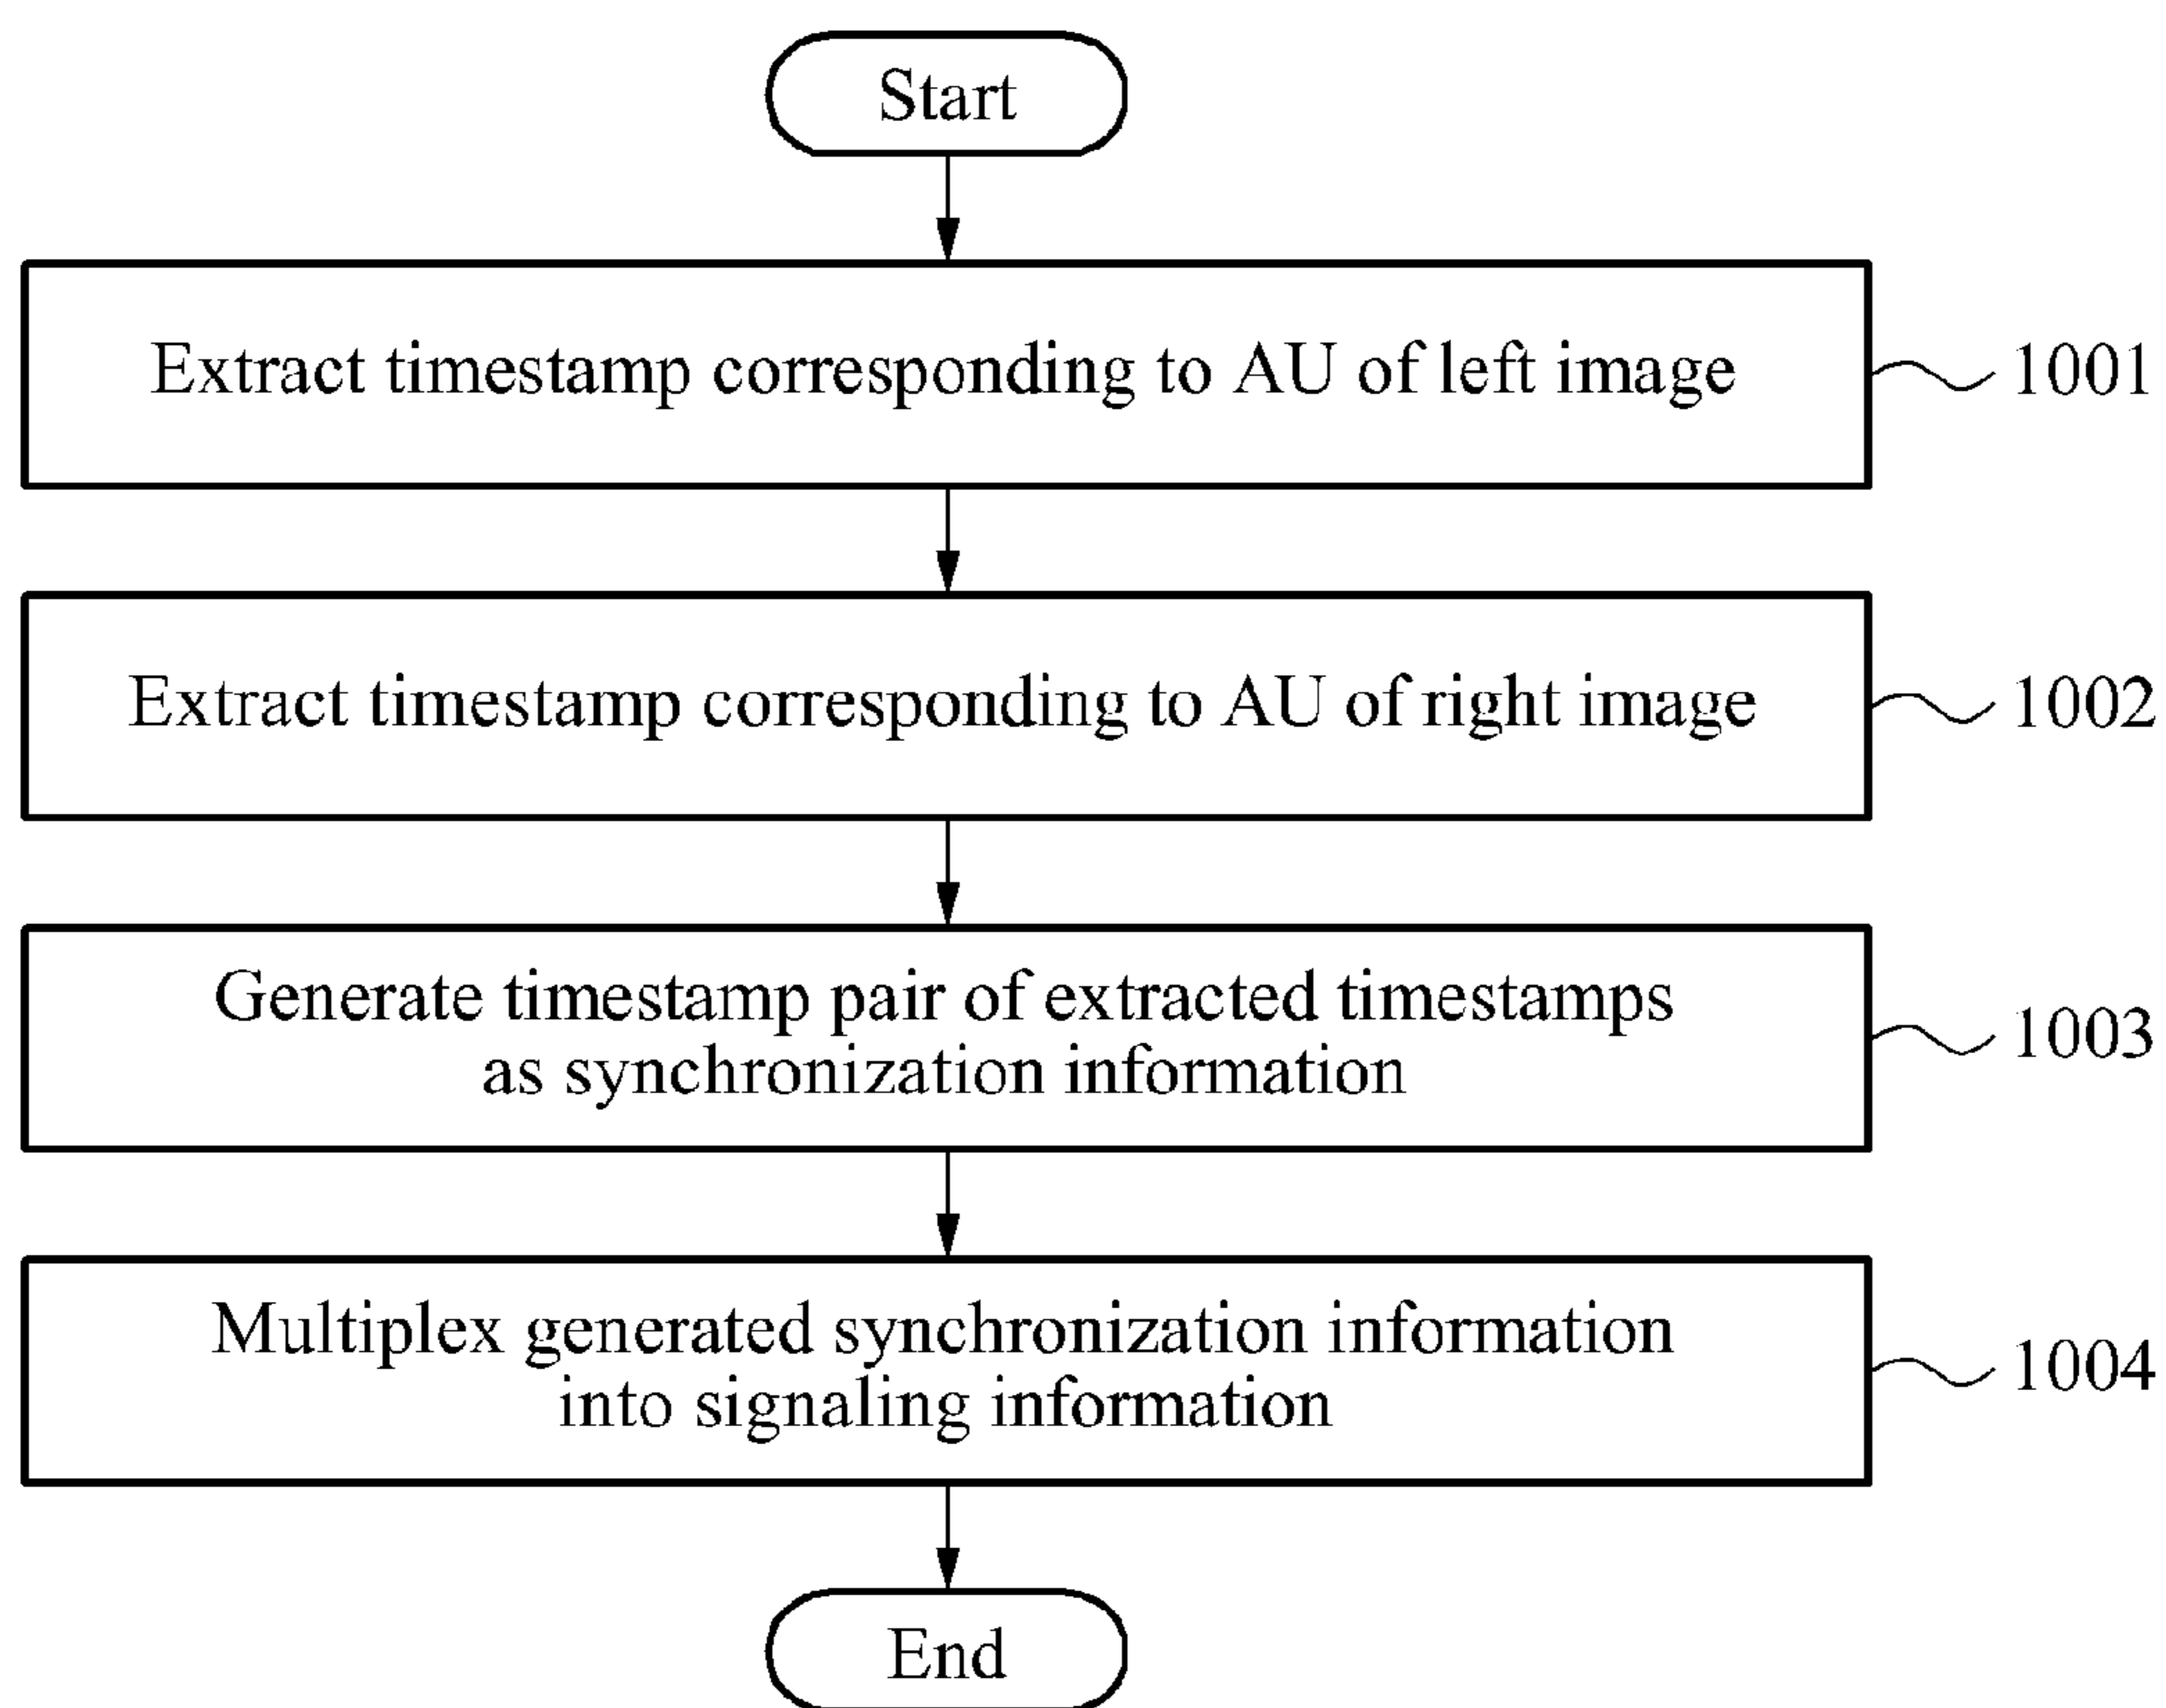 Start
Extract timestamp corresponding to AU of left image
1001
Extract timestamp corresponding to AU of right image
1002
Generate timestamp pair of extracted timestamps
as synchronization information
1003
Multiplex generated synchronization information
into signaling information
1004
End